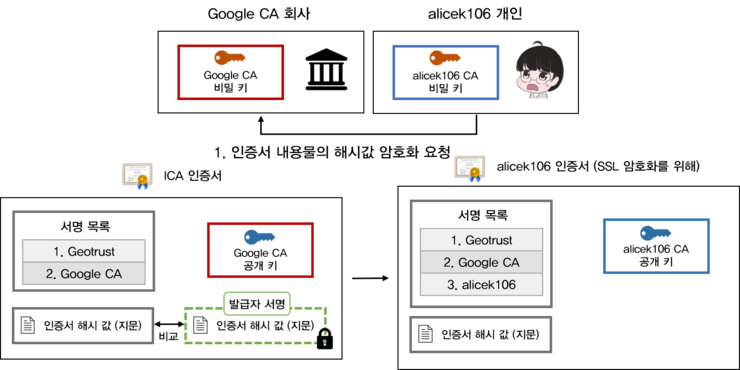 Google CA 회사
alicek106 개인
Google CA
비밀 키
alicek106 CA
비밀 키
1. 인증서 내용물의 해시값 암호화 요청
ICA 인증서
alicek106 인증서 (SSL 암호화를 위해)
서명 목록
1. Geotrust
2. Google CA
Google CA
공개 키
발급자 서명
인증서 해시 값 (지문)
비교
인증서 해시 값 (지문)
서명 목록
1. Geotrust
2. Google CA
3. alicek106
alicek106 CA
공개 키
인증서 해시 값 (지문)